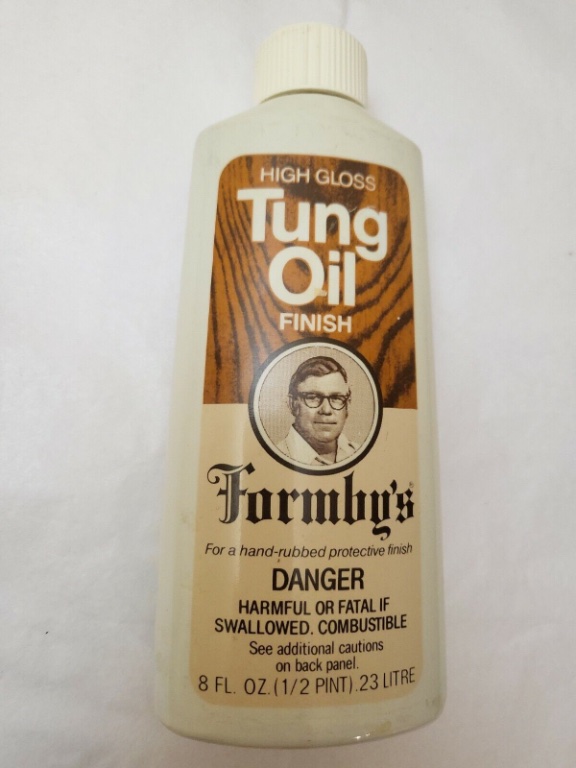 HIGH GLOSS
Tung
Oil
FINISH
Formby's
For a hand-rubbed protective finish
DANGER
HARMFUL OR FATAL IF
SWALLOWED. COMBUSTIBLE
See additional cautions
on back panel.
8 FL. OZ. (1/2 PINT) .23 LITRE